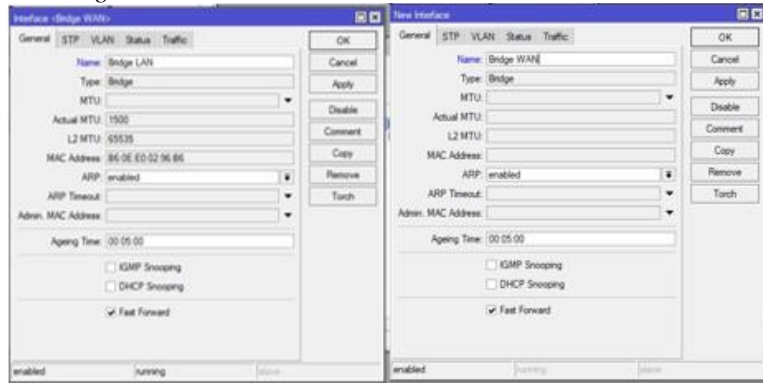 Interface <Bridge WAN>
General STP VLAN Status Traffic
Name: Bridge LAN
Type: Bridge
MTU:
Actual MTU: 1500
L2 MTU: 65535
MAC Address: B6:0E:E0:02:96:B6
ARP: enabled
ARP Timeout:
Admin. MAC Address:
Ageing Time: 00:05:00
IGMP Snooping
DHCP Snooping
Fast Forward
OK
Cancel
Apply
Disable
Comment
Copy
Remove
Torch
enabled running slave
New Interface
General STP VLAN Status Traffic
Name: Bridge WAN
Type: Bridge
MTU:
Actual MTU:
L2 MTU:
MAC Address:
ARP: enabled
ARP Timeout:
Admin. MAC Address:
Ageing Time: 00:05:00
IGMP Snooping
DHCP Snooping
Fast Forward
OK
Cancel
Apply
Disable
Comment
Copy
Remove
Torch
enabled running slave